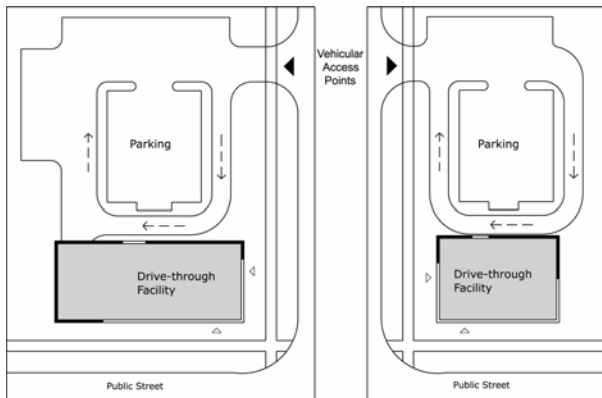 Vehicular
Access
Points
Parking
Parking
Drive-through
Facility
Drive-through
Facility
Public Street
Public Street